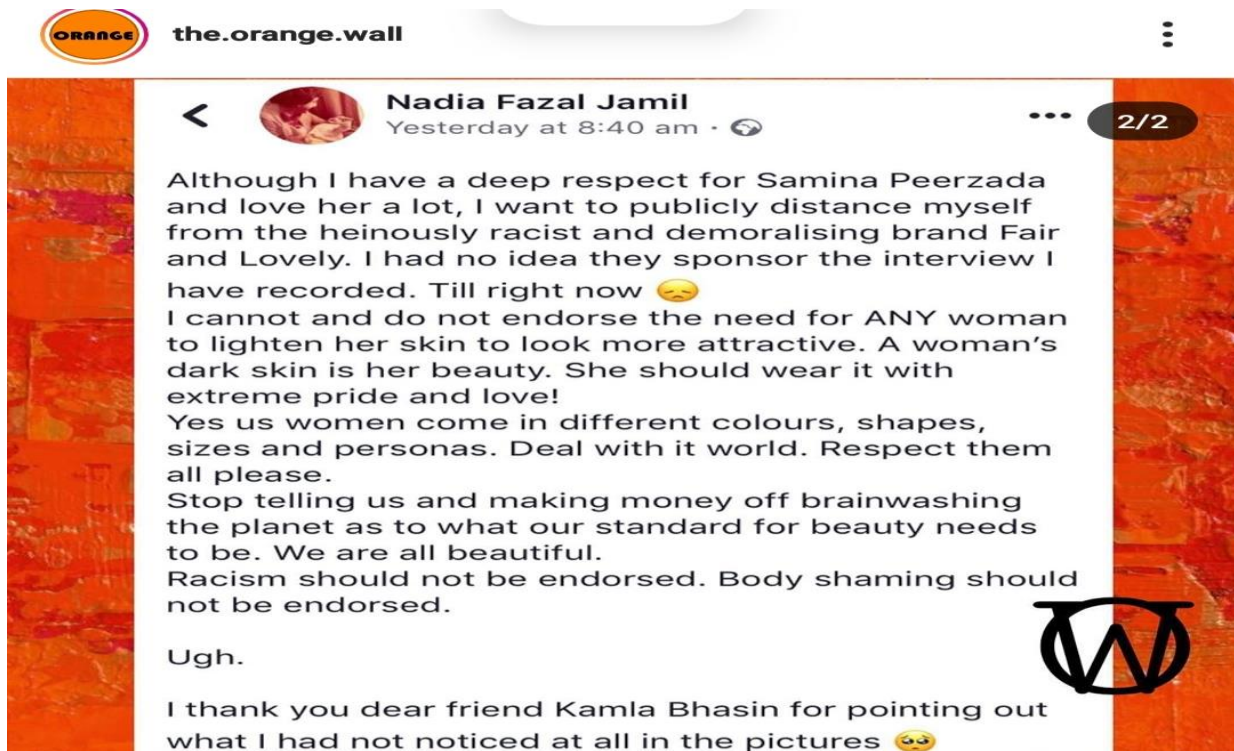 ORANGE
the.orange.wall
Nadia Fazal Jamil
Yesterday at 8:40 am ·
2/2
Although I have a deep respect for Samina Peerzada
and love her a lot, I want to publicly distance myself
from the heinously racist and demoralising brand Fair
and Lovely. I had no idea they sponsor the interview I
have recorded. Till right now 😞
I cannot and do not endorse the need for ANY woman
to lighten her skin to look more attractive. A woman's
dark skin is her beauty. She should wear it with
extreme pride and love!
Yes us women come in different colours, shapes,
sizes and personas. Deal with it world. Respect them
all please.
Stop telling us and making money off brainwashing
the planet as to what our standard for beauty needs
to be. We are all beautiful.
Racism should not be endorsed. Body shaming should
not be endorsed.
Ugh.
I thank you dear friend Kamla Bhasin for pointing out
what I had not noticed at all in the pictures 🥺